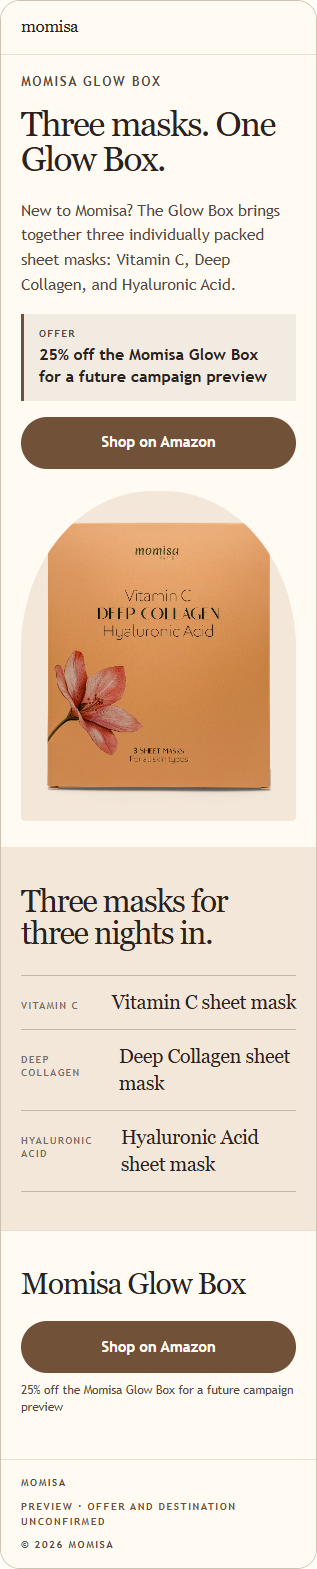 momisa
MOMISA GLOW BOX
Three masks. One
Glow Box.
New to Momisa? The Glow Box brings
together three individually packed
sheet masks: Vitamin C, Deep
Collagen, and Hyaluronic Acid.
OFFER
25% off the Momisa Glow Box
for a future campaign preview
Shop on Amazon
momisa
Vitamin C
DEEP COLLAGEN
Hyaluronic Acid
3 SHEET MASKS
For all skin types
Three masks for
three nights in.
VITAMIN C
Vitamin C sheet mask
DEEP
COLLAGEN
Deep Collagen sheet
mask
HYALURONIC
ACID
Hyaluronic Acid
sheet mask
Momisa Glow Box
Shop on Amazon
25% off the Momisa Glow Box for a future campaign
preview
MOMISA
PREVIEW · OFFER AND DESTINATION
UNCONFIRMED
© 2026 MOMISA